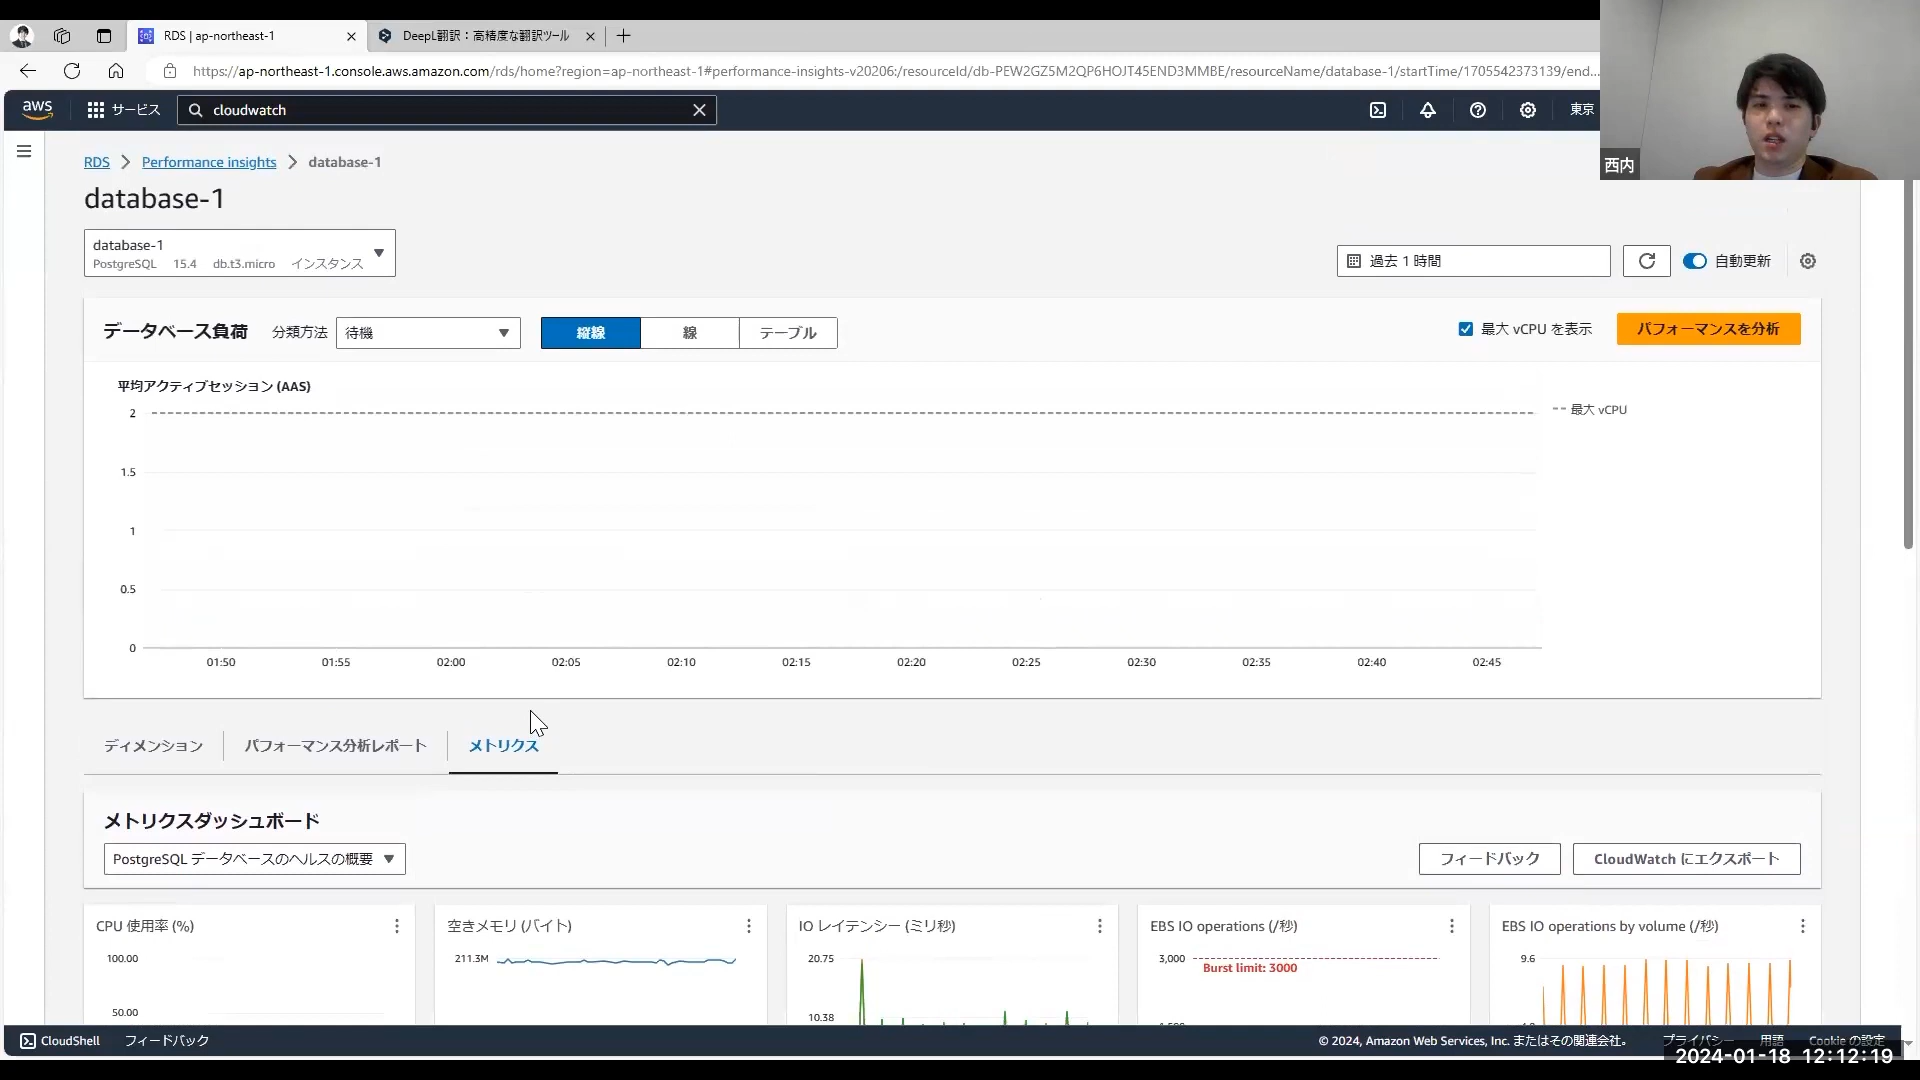 RDS | ap-northeast-1
DeepL翻訳：高精度な翻訳ツール
https://ap-northeast-1.console.aws.amazon.com/rds/home?region=ap-northeast-1#performance-insights-v20206:/resourceId/db-PEW2GZ5M2QP6HOJT45END3MMBE/resourceName/database-1/startTime/1705542373139/end...
aws サービス cloudwatch 東京
西内
RDS Performance insights database-1
database-1
database-1
PostgreSQL 15.4 db.t3.micro インスタンス
過去 1 時間 自動更新
データベース負荷 分類方法 待機 縦線 線 テーブル 最大 vCPU を表示 パフォーマンスを分析
平均アクティブセッション (AAS)
2
最大 vCPU
1.5
1
0.5
0
01:50 01:55 02:00 02:05 02:10 02:15 02:20 02:25 02:30 02:35 02:40 02:45
ディメンション パフォーマンス分析レポート メトリクス
メトリクスダッシュボード
PostgreSQL データベースのヘルスの概要 フィードバック CloudWatch にエクスポート
CPU 使用率 (%) 空きメモリ (バイト) IO レイテンシー (ミリ秒) EBS IO operations (/秒) EBS IO operations by volume (/秒)
100.00 211.3M 20.75 3,000 9.6
Burst limit: 3000
50.00 10.38
CloudShell フィードバック © 2024, Amazon Web Services, Inc. またはその関連会社。 プライバシー 用語 Cookie の設定
2024-01-18 12:12:19